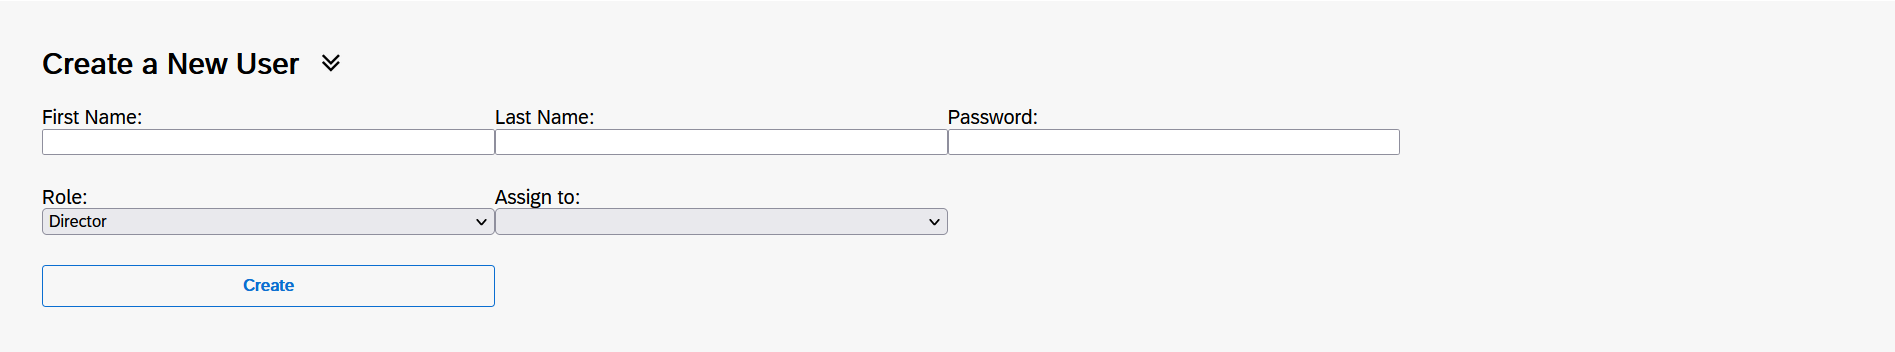 Create a New User
First Name: Last Name: Password:
Role: Assign to:
Director
Create